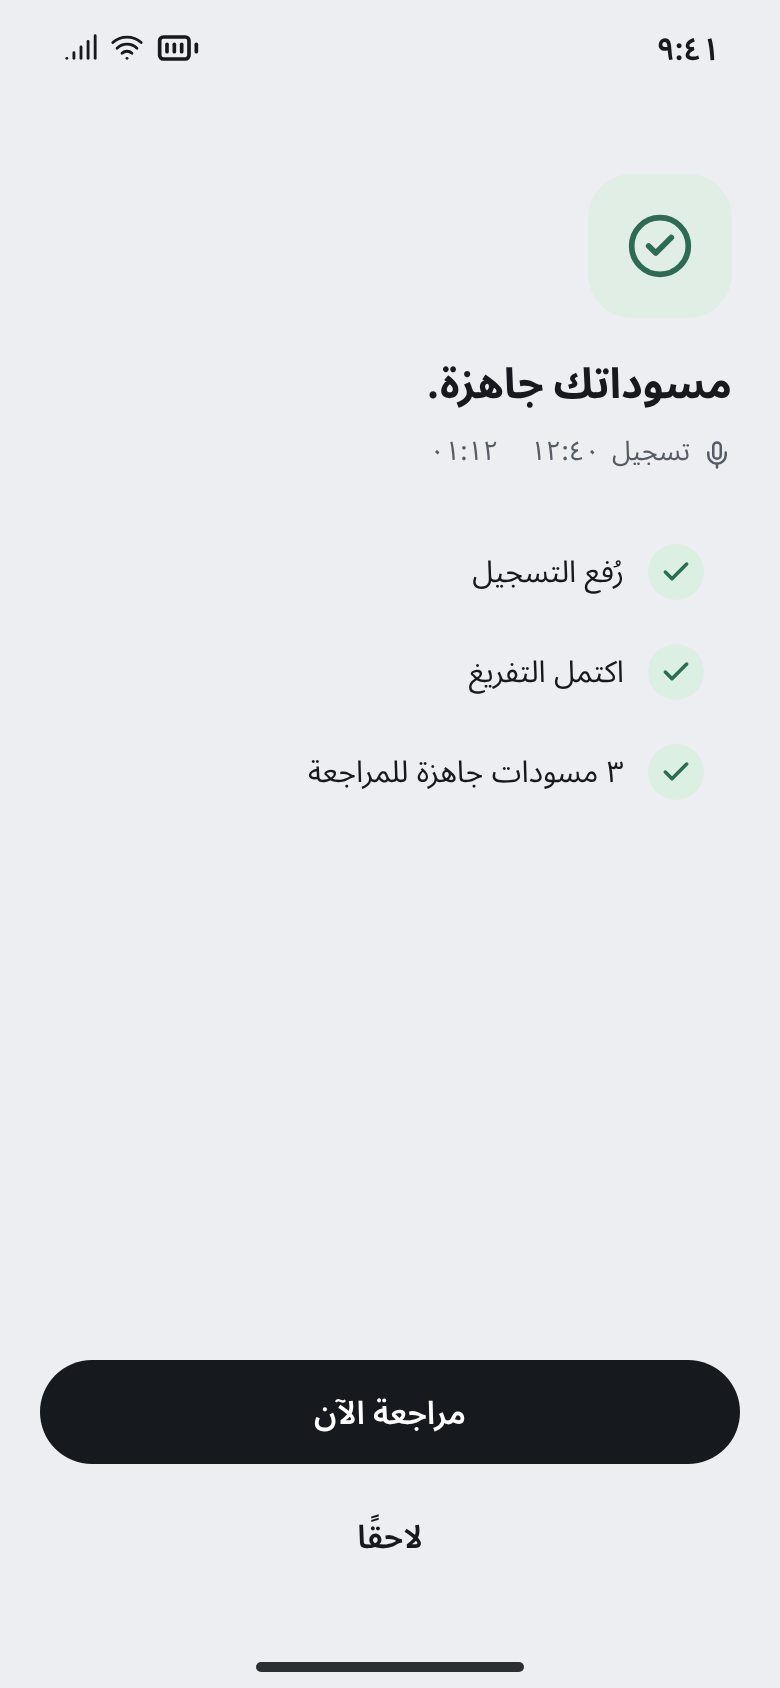 ٩:٤١
مسوداتك جاهزة.
تسجيل ١٢:٤٠ ٠١:١٢
رُفع التسجيل
اكتمل التفريغ
٣ مسودات جاهزة للمراجعة
مراجعة الآن
لاحقًا